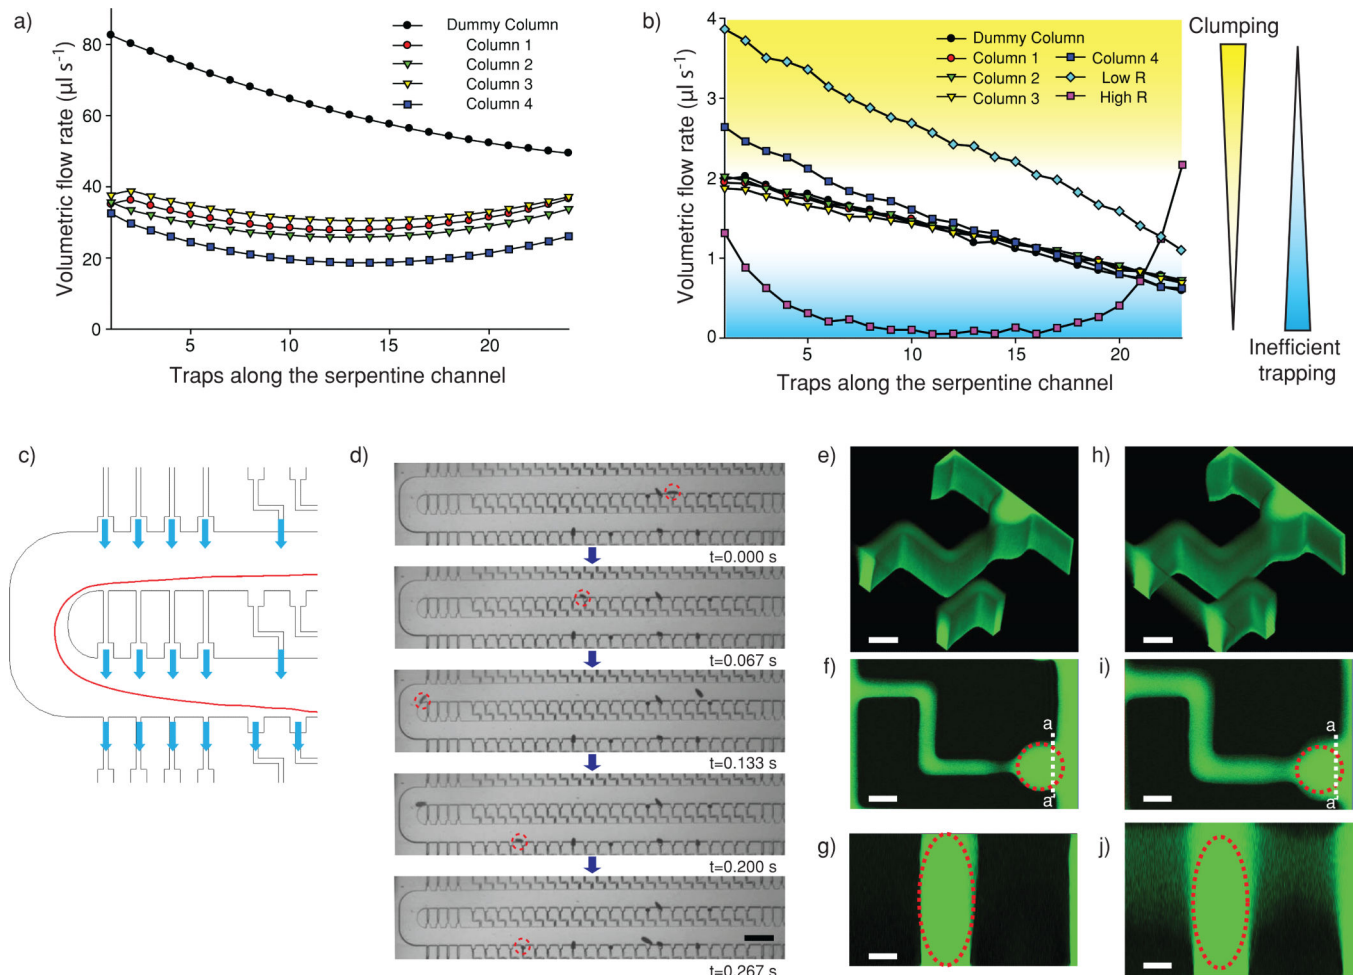 a)
Volumetric flow rate (µl s⁻¹)
80
60
40
20
0
5
10
15
20
Traps along the serpentine channel
Dummy Column
Column 1
Column 2
Column 3
Column 4
b)
Volumetric flow rate (µl s⁻¹)
4
3
2
1
0
5
10
15
20
Traps along the serpentine channel
Dummy Column
Column 1
Column 2
Column 3
Column 4
Low R
High R
Clumping
Inefficient
trapping
c)
d)
t=0.000 s
t=0.067 s
t=0.133 s
t=0.200 s
t=0.267 s
e)
h)
f)
a
a
i)
a
a
g)
j)